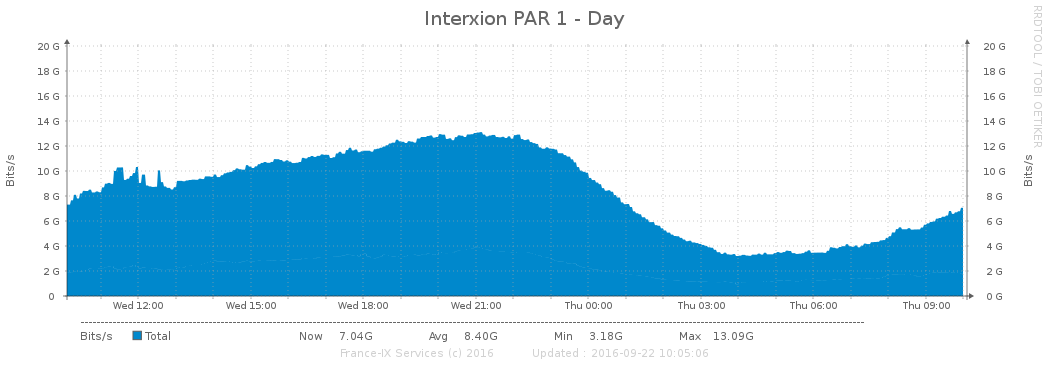 Interxion PAR 1 - Day
RRDTOOL / TOBI OETIKER
Bits/s
20 G 20 G
18 G 18 G
16 G 16 G
14 G 14 G
12 G 12 G
10 G 10 G
8 G 8 G
6 G 6 G
4 G 4 G
2 G 2 G
0 0 G
Bits/s
Wed 12:00 Wed 15:00 Wed 18:00 Wed 21:00 Thu 00:00 Thu 03:00 Thu 06:00 Thu 09:00
Bits/s Total Now 7.04G Avg 8.40G Min 3.18G Max 13.09G
France-IX Services (c) 2016 Updated : 2016-09-22 10:05:06